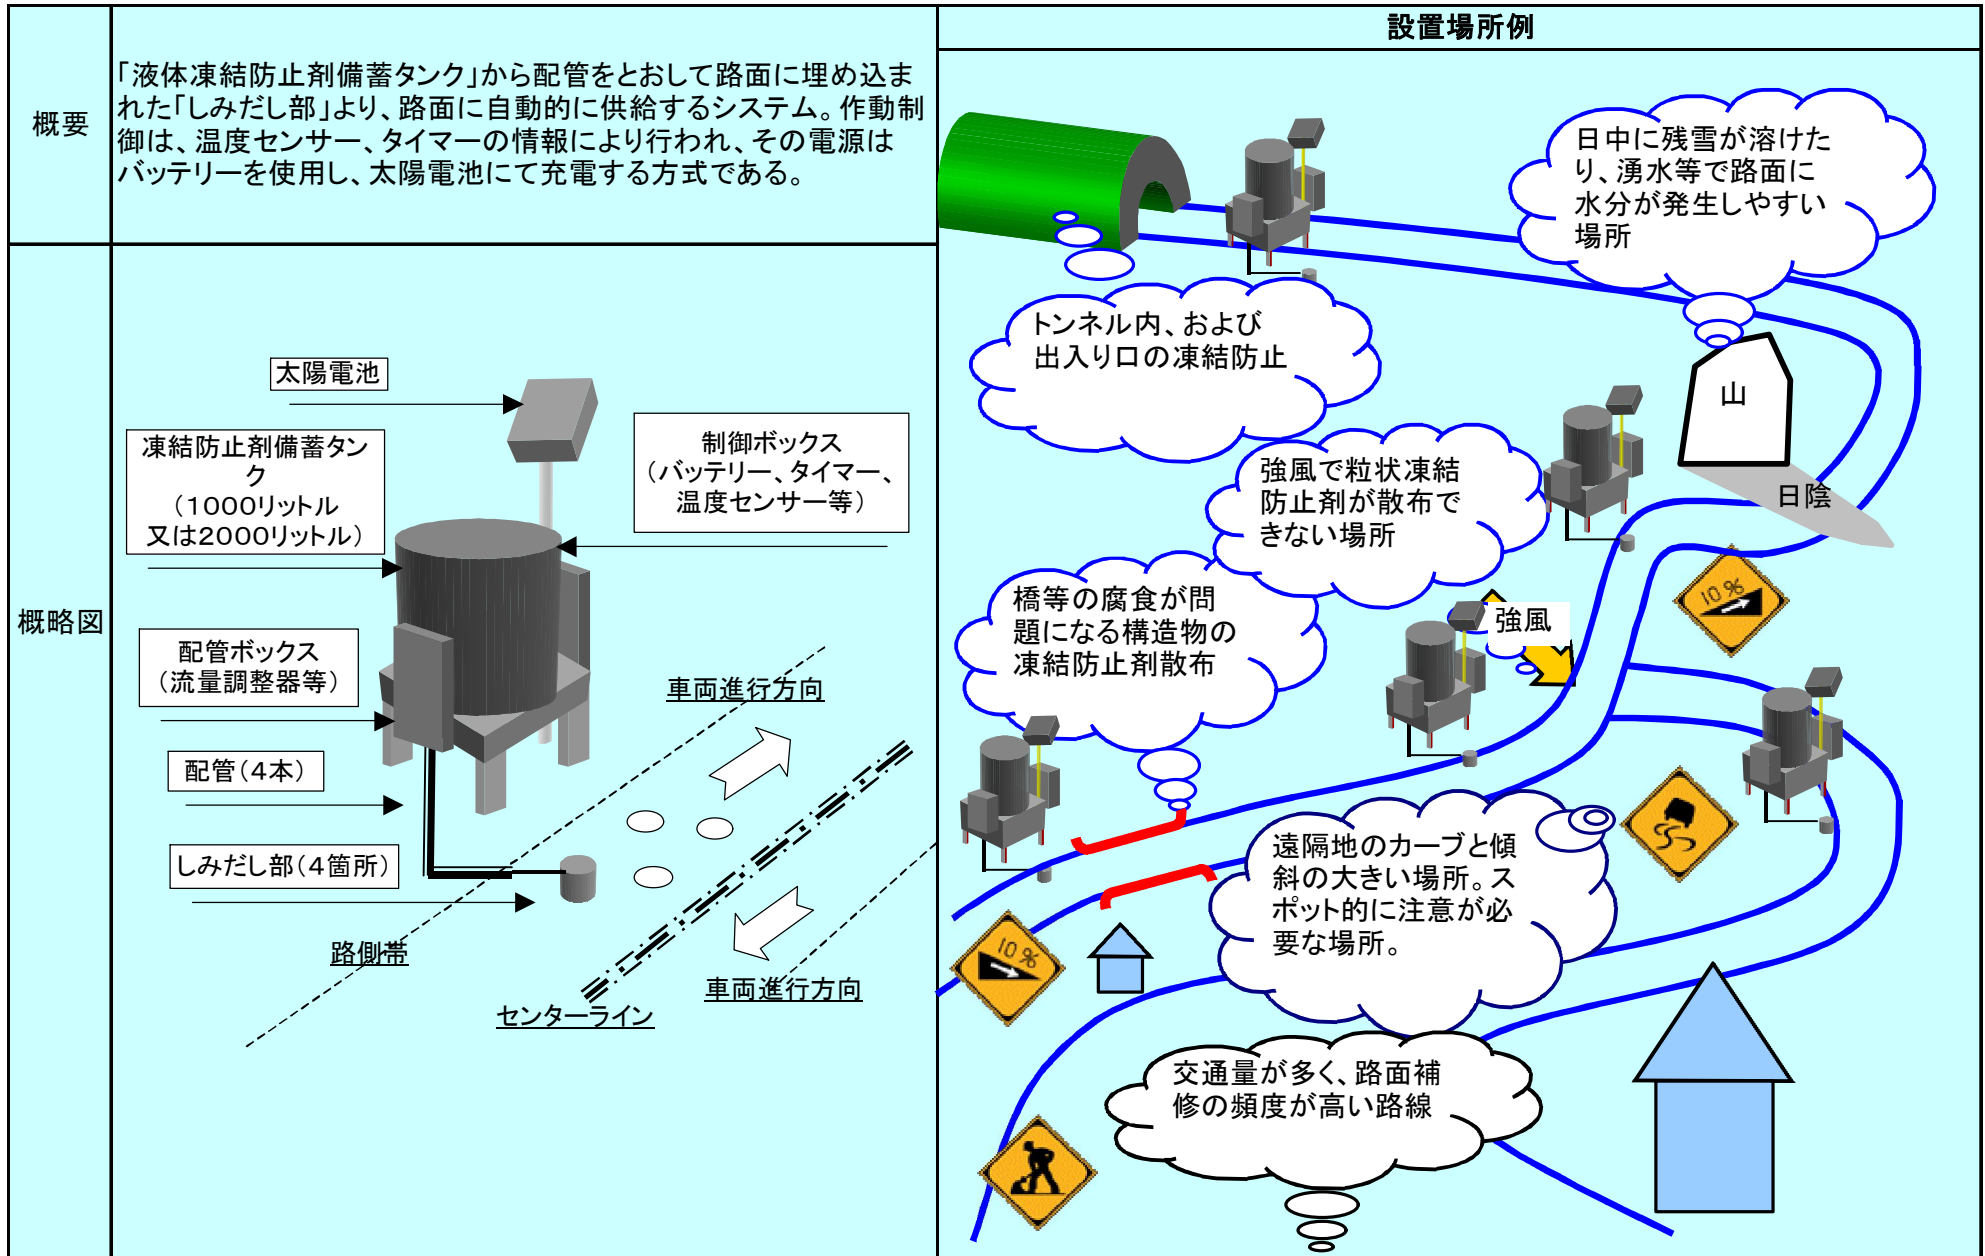 概要
「液体凍結防止剤備蓄タンク」から配管をとおして路面に埋め込ま
れた「しみだし部」より、路面に自動的に供給するシステム。作動制
御は、温度センサー、タイマーの情報により行われ、その電源は
バッテリーを使用し、太陽電池にて充電する方式である。
概略図
太陽電池
凍結防止剤備蓄タン
ク
(1000リットル
又は2000リットル)
制御ボックス
(バッテリー、タイマー、
温度センサー等)
配管ボックス
(流量調整器等)
配管(4本)
しみだし部(4箇所)
車両進行方向
路側帯
センターライン
車両進行方向
設置場所例
日中に残雪が溶けた
り、湧水等で路面に
水分が発生しやすい
場所
トンネル内、および
出入り口の凍結防止
山
日陰
強風で粒状凍結
防止剤が散布で
きない場所
10%
強風
橋等の腐食が問
題になる構造物の
凍結防止剤散布
遠隔地のカーブと傾
斜の大きい場所。ス
ポット的に注意が必
要な場所。
10%
交通量が多く、路面補
修の頻度が高い路線